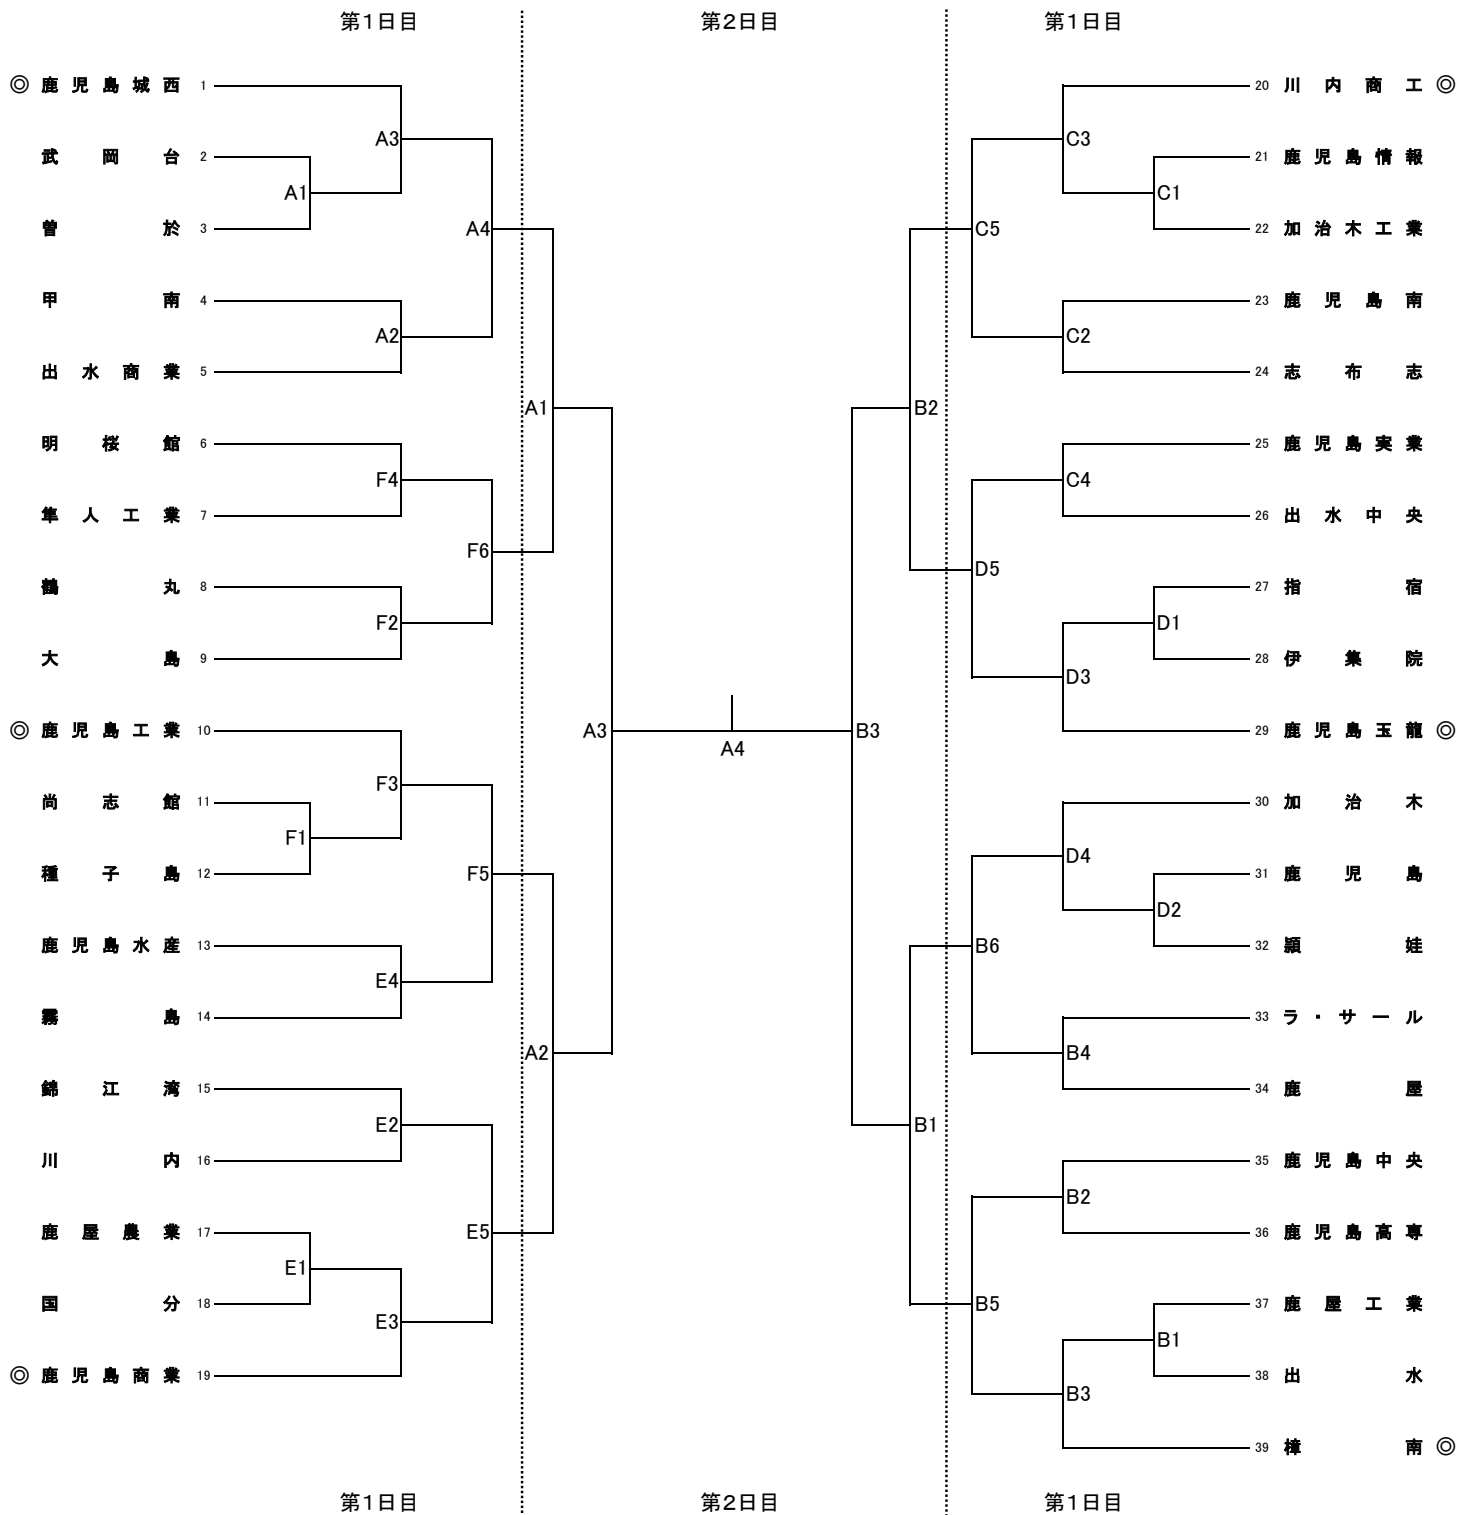 第1日目 第2日目 第1日目
◎ 鹿児島城西 1 20 川内商工 ◎
A3 C3
武岡台 2 21 鹿児島情報
A1 C1
曽於 3 A4 C5 22 加治木工業
甲南 4 23 鹿児島南
A2 C2
出水商業 5 24 志布志
A1 B2
明桜館 6 25 鹿児島実業
F4 C4
隼人工業 7 26 出水中央
F6 D5
鶴丸 8 27 指宿
F2 D1
大島 9 28 伊集院
D3
◎ 鹿児島工業 10 A3 B3 29 鹿児島玉龍 ◎
A4
F3
尚志館 11 30 加治木
F1 D4
種子島 12 F5 31 鹿児島
D2
鹿児島水産 13 B6 32 頴娃
E4
霧島 14 33 ラ・サール
A2 B4
錦江湾 15 34 鹿屋
E2 B1
川内 16 35 鹿児島中央
B2
鹿屋農業 17 E5 36 鹿児島高専
E1
国分 18 B5 37 鹿屋工業
E3 B1
◎ 鹿児島商業 19 38 出水
B3
39 樟南 ◎
第1日目 第2日目 第1日目